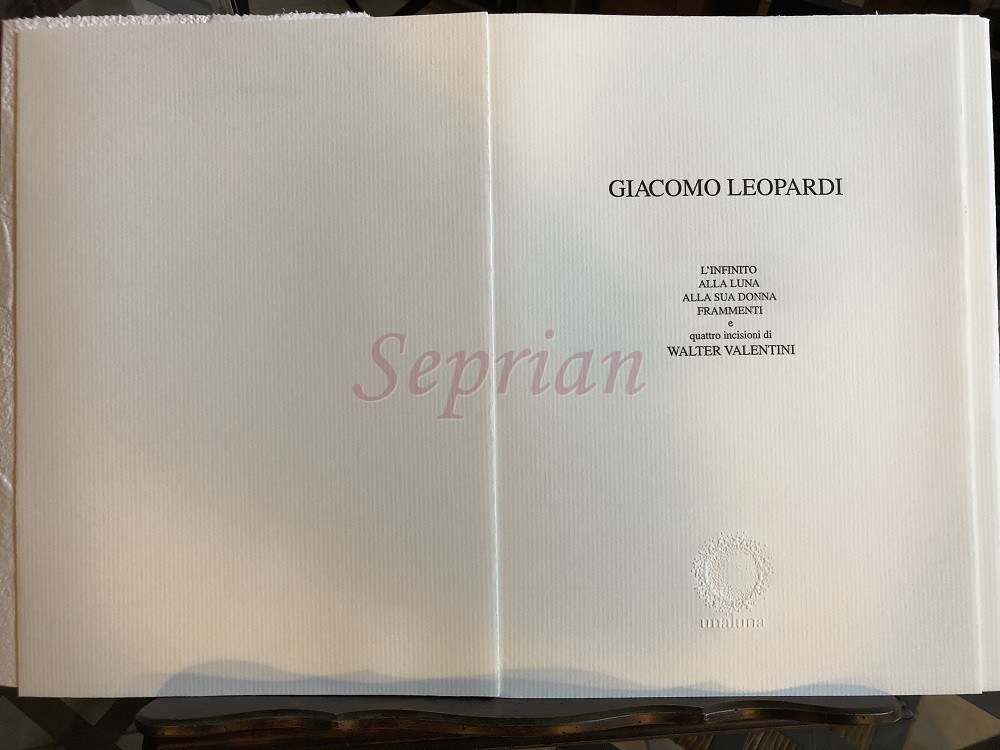 GIACOMO LEOPARDI
L'INFINITO
ALLA LUNA
ALLA SUA DONNA
FRAMMENTI
e
quattro incisioni di
WALTER VALENTINI
Seprian
unaluna